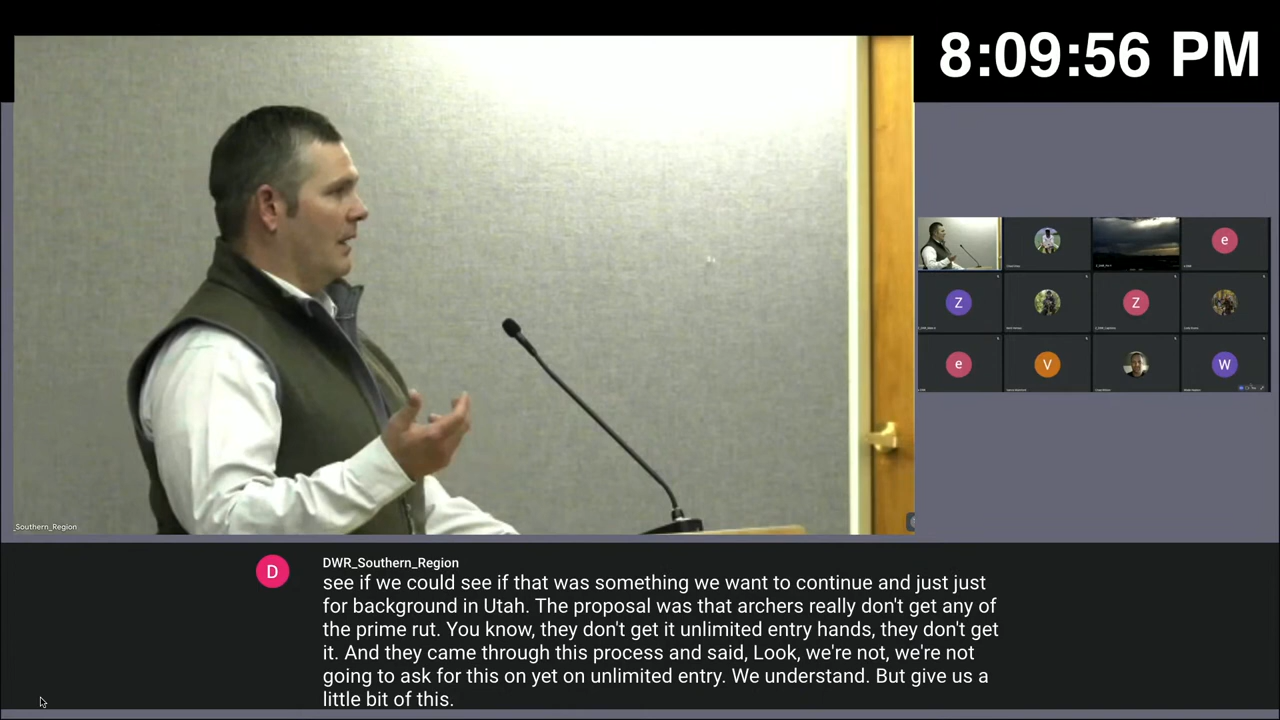 8:09:56 PM
_Southern_Region
e
Z
Z
e
V
W
D
DWR_Southern_Region
see if we could see if that was something we want to continue and just just
for background in Utah. The proposal was that archers really don't get any of
the prime rut. You know, they don't get it unlimited entry hands, they don't get
it. And they came through this process and said, Look, we're not, we're not
going to ask for this on yet on unlimited entry. We understand. But give us a
little bit of this.